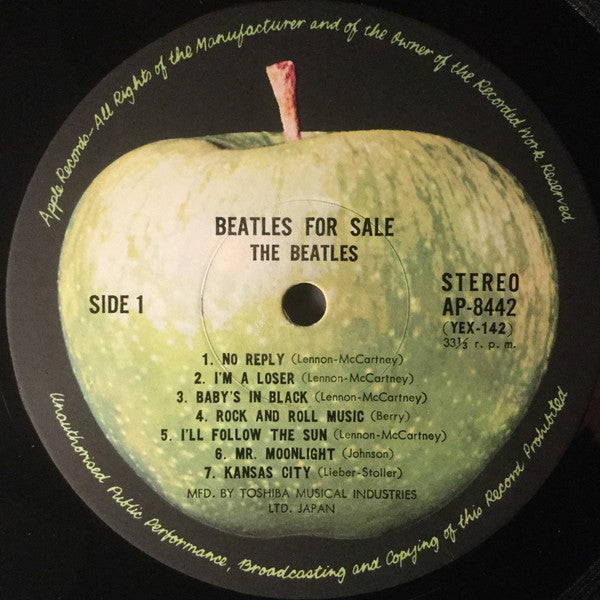 Apple Records-All Rights of the Manufacturer and of the Owner of the Recorded Work Reserved
BEATLES FOR SALE
THE BEATLES
SIDE 1
STEREO
AP-8442
(YEX-142)
33⅓ r. p. m.
1. NO REPLY (Lennon-McCartney)
2. I'M A LOSER (Lennon-McCartney)
3. BABY'S IN BLACK (Lennon-McCartney)
4. ROCK AND ROLL MUSIC (Berry)
5. I'LL FOLLOW THE SUN (Lennon-McCartney)
6. MR. MOONLIGHT (Johnson)
7. KANSAS CITY (Lieber-Stoller)
MFD. BY TOSHIBA MUSICAL INDUSTRIES
LTD. JAPAN
Unauthorised Public Performance, Broadcasting and Copying of this Record Prohibited